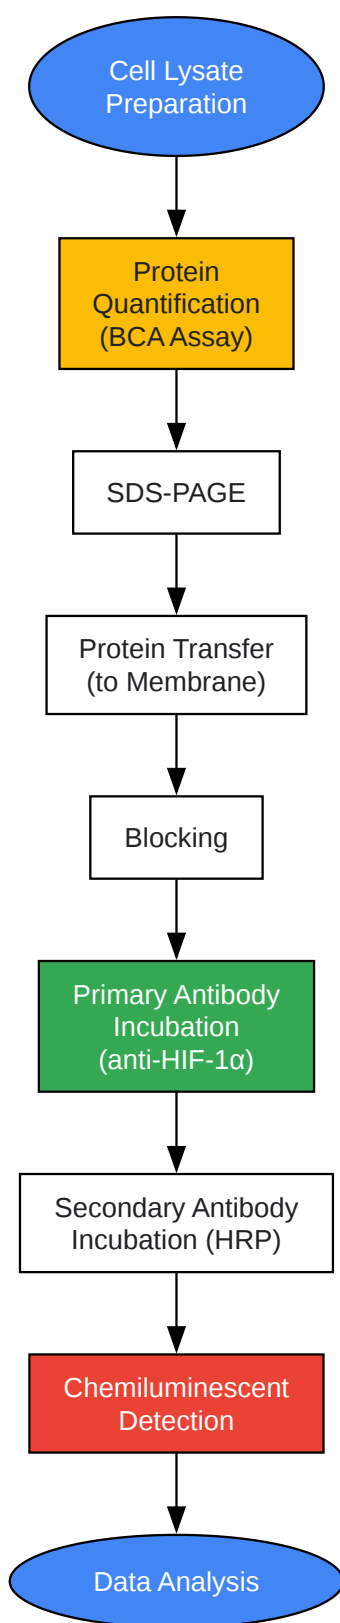 Cell Lysate
Preparation
Protein
Quantification
(BCA Assay)
SDS-PAGE
Protein Transfer
(to Membrane)
Blocking
Primary Antibody
Incubation
(anti-HIF-1α)
Secondary Antibody
Incubation (HRP)
Chemiluminescent
Detection
Data Analysis